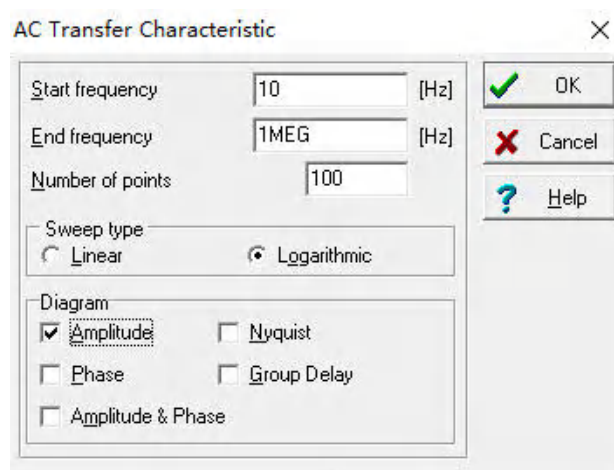 AC Transfer Characteristic
Start frequency 10 [Hz]
End frequency 1MEG [Hz]
Number of points 100
Sweep type
Linear Logarithmic
Diagram
Amplitude Nyquist
Phase Group Delay
Amplitude & Phase
OK
Cancel
Help